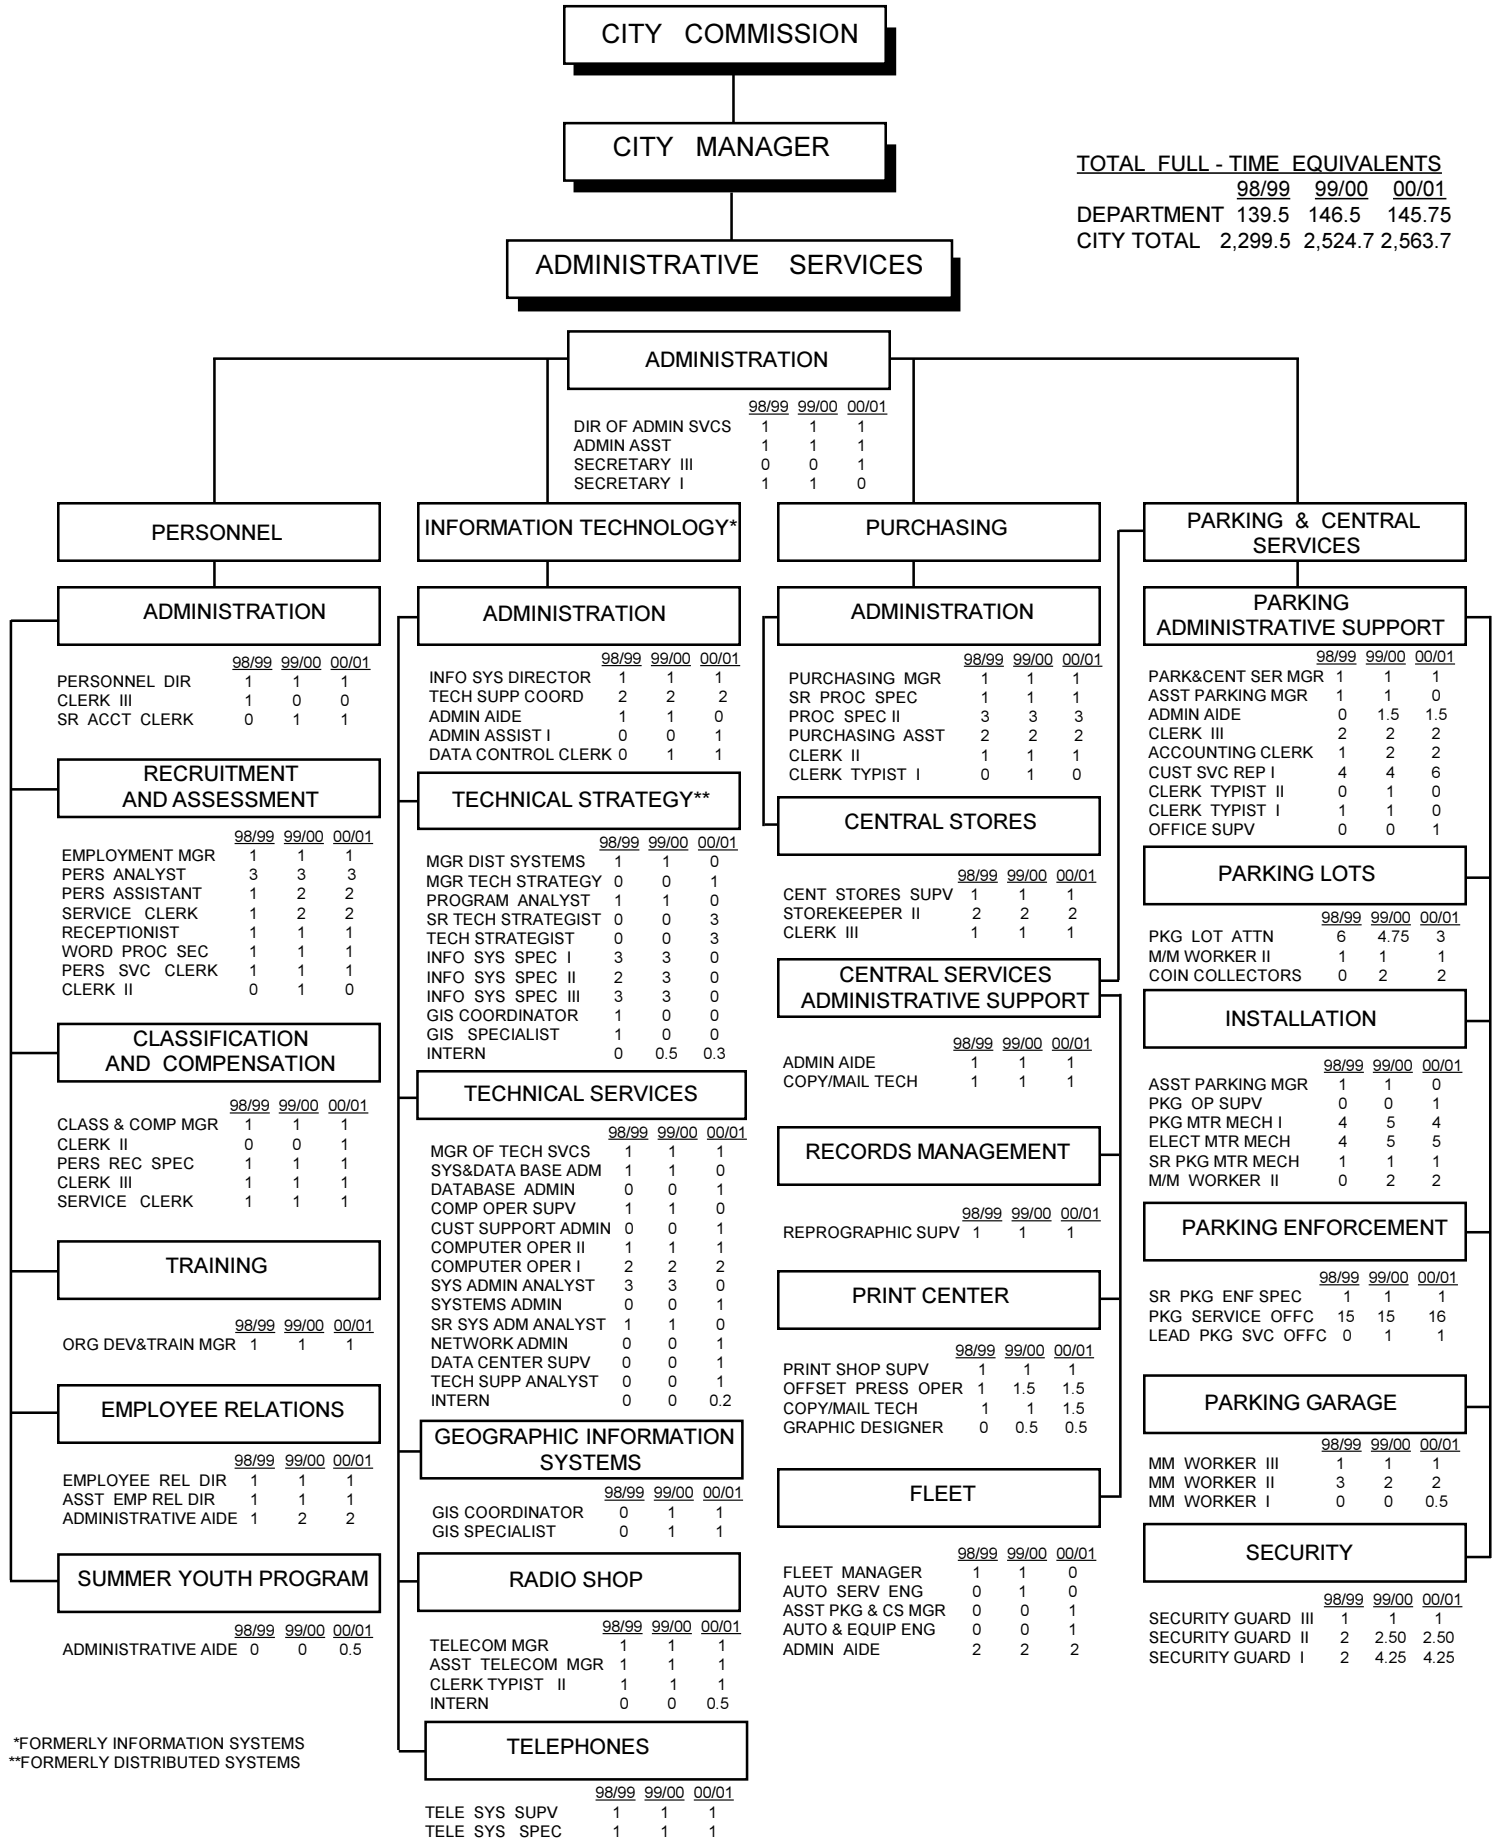 CITY COMMISSION
CITY MANAGER
TOTAL FULL - TIME EQUIVALENTS
98/99 99/00 00/01
DEPARTMENT 139.5 146.5 145.75
CITY TOTAL 2,299.5 2,524.7 2,563.7
ADMINISTRATIVE SERVICES
ADMINISTRATION
98/99 99/00 00/01
DIR OF ADMIN SVCS 1 1 1
ADMIN ASST 1 1 1
SECRETARY III 0 0 1
SECRETARY I 1 1 0
PERSONNEL
ADMINISTRATION
98/99 99/00 00/01
PERSONNEL DIR 1 1 1
CLERK III 1 0 0
SR ACCT CLERK 0 1 1
RECRUITMENT
AND ASSESSMENT
98/99 99/00 00/01
EMPLOYMENT MGR 1 1 1
PERS ANALYST 3 3 3
PERS ASSISTANT 1 2 2
SERVICE CLERK 1 2 2
RECEPTIONIST 1 1 1
WORD PROC SEC 1 1 1
PERS SVC CLERK 1 1 1
CLERK II 0 1 0
CLASSIFICATION
AND COMPENSATION
98/99 99/00 00/01
CLASS & COMP MGR 1 1 1
CLERK II 0 0 1
PERS REC SPEC 1 1 1
CLERK III 1 1 1
SERVICE CLERK 1 1 1
TRAINING
98/99 99/00 00/01
ORG DEV&TRAIN MGR 1 1 1
EMPLOYEE RELATIONS
98/99 99/00 00/01
EMPLOYEE REL DIR 1 1 1
ASST EMP REL DIR 1 1 1
ADMINISTRATIVE AIDE 1 2 2
SUMMER YOUTH PROGRAM
98/99 99/00 00/01
ADMINISTRATIVE AIDE 0 0 0.5
*FORMERLY INFORMATION SYSTEMS
**FORMERLY DISTRIBUTED SYSTEMS
INFORMATION TECHNOLOGY*
ADMINISTRATION
98/99 99/00 00/01
INFO SYS DIRECTOR 1 1 1
TECH SUPP COORD 2 2 2
ADMIN AIDE 1 1 0
ADMIN ASSIST I 0 0 1
DATA CONTROL CLERK 0 1 1
TECHNICAL STRATEGY**
98/99 99/00 00/01
MGR DIST SYSTEMS 1 1 0
MGR TECH STRATEGY 0 0 1
PROGRAM ANALYST 1 1 0
SR TECH STRATEGIST 0 0 3
TECH STRATEGIST 0 0 3
INFO SYS SPEC I 3 3 0
INFO SYS SPEC II 2 3 0
INFO SYS SPEC III 3 3 0
GIS COORDINATOR 1 0 0
GIS SPECIALIST 1 0 0
INTERN 0 0.5 0.3
TECHNICAL SERVICES
98/99 99/00 00/01
MGR OF TECH SVCS 1 1 1
SYS&DATA BASE ADM 1 1 0
DATABASE ADMIN 0 0 1
COMP OPER SUPV 1 1 0
CUST SUPPORT ADMIN 0 0 1
COMPUTER OPER II 1 1 1
COMPUTER OPER I 2 2 2
SYS ADMIN ANALYST 3 3 0
SYSTEMS ADMIN 0 0 1
SR SYS ADM ANALYST 1 1 0
NETWORK ADMIN 0 0 1
DATA CENTER SUPV 0 0 1
TECH SUPP ANALYST 0 0 1
INTERN 0 0 0.2
GEOGRAPHIC INFORMATION
SYSTEMS
98/99 99/00 00/01
GIS COORDINATOR 0 1 1
GIS SPECIALIST 0 1 1
RADIO SHOP
98/99 99/00 00/01
TELECOM MGR 1 1 1
ASST TELECOM MGR 1 1 1
CLERK TYPIST II 1 1 1
INTERN 0 0 0.5
TELEPHONES
98/99 99/00 00/01
TELE SYS SUPV 1 1 1
TELE SYS SPEC 1 1 1
PURCHASING
ADMINISTRATION
98/99 99/00 00/01
PURCHASING MGR 1 1 1
SR PROC SPEC 1 1 1
PROC SPEC II 3 3 3
PURCHASING ASST 2 2 2
CLERK II 1 1 1
CLERK TYPIST I 0 1 0
CENTRAL STORES
98/99 99/00 00/01
CENT STORES SUPV 1 1 1
STOREKEEPER II 2 2 2
CLERK III 1 1 1
CENTRAL SERVICES
ADMINISTRATIVE SUPPORT
98/99 99/00 00/01
ADMIN AIDE 1 1 1
COPY/MAIL TECH 1 1 1
RECORDS MANAGEMENT
98/99 99/00 00/01
REPROGRAPHIC SUPV 1 1 1
PRINT CENTER
98/99 99/00 00/01
PRINT SHOP SUPV 1 1 1
OFFSET PRESS OPER 1 1.5 1.5
COPY/MAIL TECH 1 1 1.5
GRAPHIC DESIGNER 0 0.5 0.5
FLEET
98/99 99/00 00/01
FLEET MANAGER 1 1 0
AUTO SERV ENG 0 1 0
ASST PKG & CS MGR 0 0 1
AUTO & EQUIP ENG 0 0 1
ADMIN AIDE 2 2 2
PARKING & CENTRAL
SERVICES
PARKING
ADMINISTRATIVE SUPPORT
98/99 99/00 00/01
PARK&CENT SER MGR 1 1 1
ASST PARKING MGR 1 1 0
ADMIN AIDE 0 1.5 1.5
CLERK III 2 2 2
ACCOUNTING CLERK 1 2 2
CUST SVC REP I 4 4 6
CLERK TYPIST II 0 1 0
CLERK TYPIST I 1 1 0
OFFICE SUPV 0 0 1
PARKING LOTS
98/99 99/00 00/01
PKG LOT ATTN 6 4.75 3
M/M WORKER II 1 1 1
COIN COLLECTORS 0 2 2
INSTALLATION
98/99 99/00 00/01
ASST PARKING MGR 1 1 0
PKG OP SUPV 0 0 1
PKG MTR MECH I 4 5 4
ELECT MTR MECH 4 5 5
SR PKG MTR MECH 1 1 1
M/M WORKER II 0 2 2
PARKING ENFORCEMENT
98/99 99/00 00/01
SR PKG ENF SPEC 1 1 1
PKG SERVICE OFFC 15 15 16
LEAD PKG SVC OFFC 0 1 1
PARKING GARAGE
98/99 99/00 00/01
MM WORKER III 1 1 1
MM WORKER II 3 2 2
MM WORKER I 0 0 0.5
SECURITY
98/99 99/00 00/01
SECURITY GUARD III 1 1 1
SECURITY GUARD II 2 2.50 2.50
SECURITY GUARD I 2 4.25 4.25